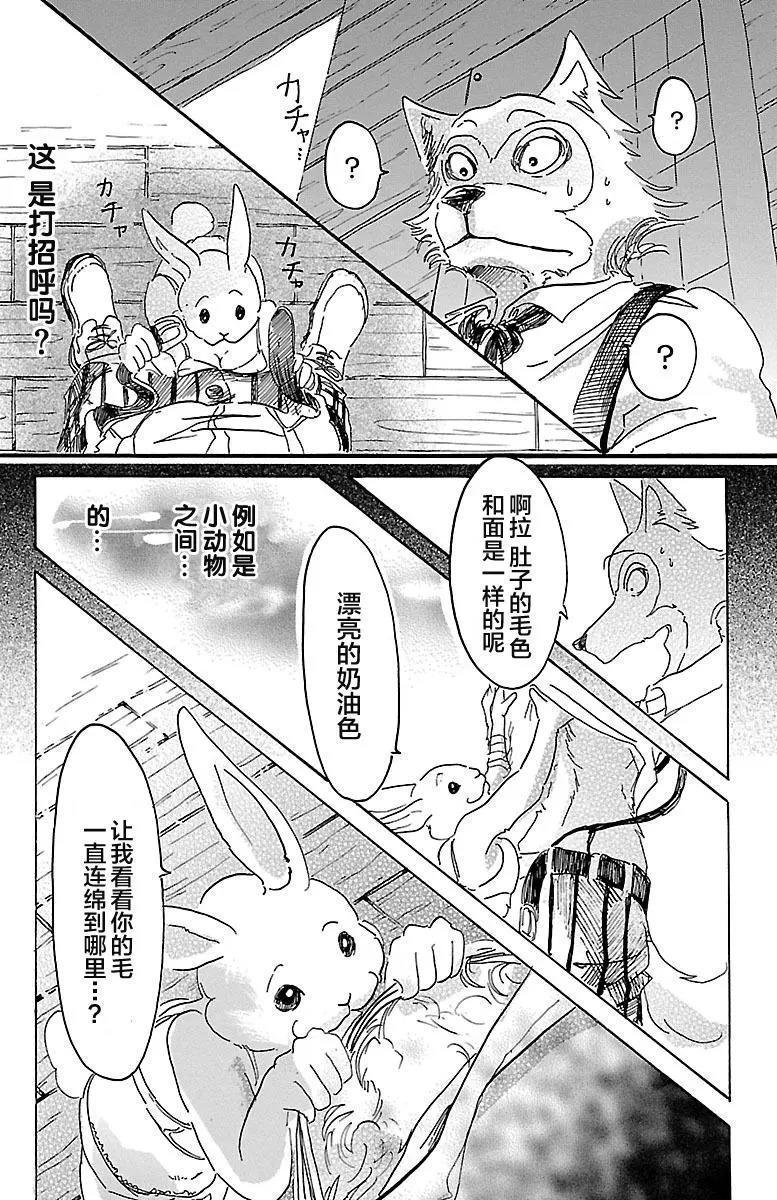 ？
？
？
カチャ…
カチャ
カチャ
这 是打招呼吗？
啊拉 肚子的毛色
和面是一样的呢
漂亮的奶油色
例如是
小动物
之间…
的…
让我看看你的毛
一直连绵到哪里…？